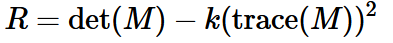 R = det(M) − k(trace(M))²